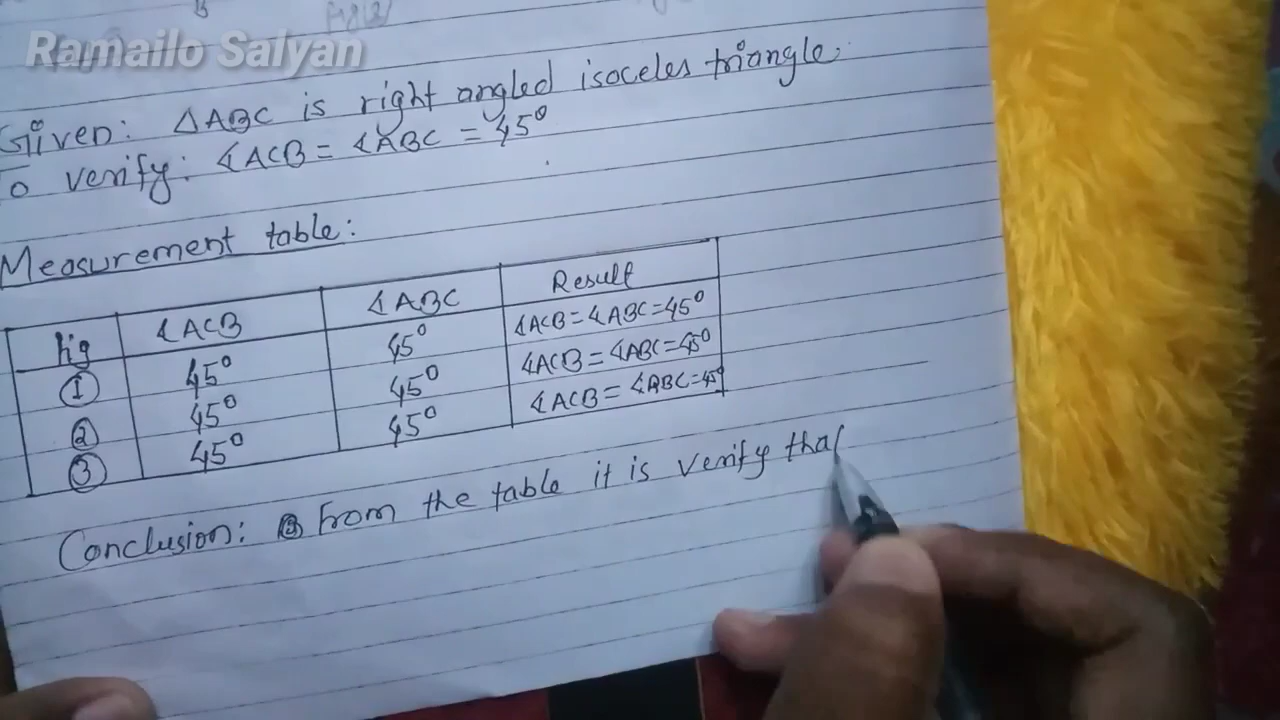 Ramailo Salyan
Given: △ABC is right angled isoceles triangle.
To verify: ∡ACB = ∡ABC = 45°
Measurement table:
fig ∡ACB ∡ABC Result
① 45° 45° ∡ACB = ∡ABC = 45°
② 45° 45° ∡ACB = ∡ABC = 45°
③ 45° 45° ∡ACB = ∡ABC = 45°
Conclusion: From the table it is verify that